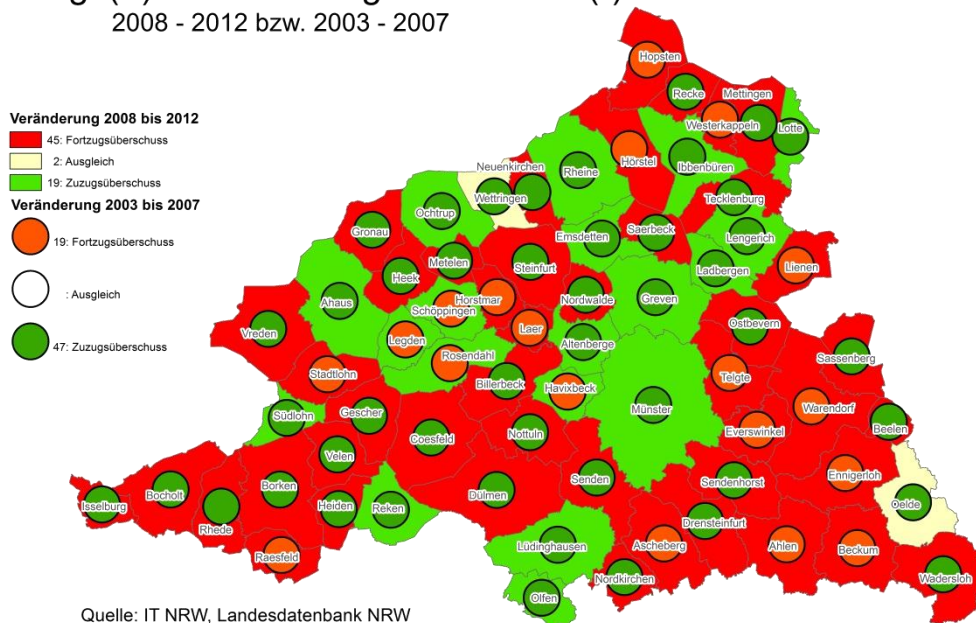 2008 - 2012 bzw. 2003 - 2007
Veränderung 2008 bis 2012
45: Fortzugsüberschuss
2: Ausgleich
19: Zuzugsüberschuss
Veränderung 2003 bis 2007
19: Fortzugsüberschuss
: Ausgleich
47: Zuzugsüberschuss
Hopsten
Recke
Mettingen
Westerkappeln
Lotte
Neuenkirchen
Rheine
Hörstel
Ibbenbüren
Wettringen
Tecklenburg
Ochtrup
Gronau
Emsdetten
Saerbeck
Lengerich
Metelen
Steinfurt
Ladbergen
Lienen
Heek
Ahaus
Schöppingen
Horstmar
Nordwalde
Greven
Vreden
Legden
Laer
Altenberge
Ostbevern
Rosendahl
Sassenberg
Stadtlohn
Billerbeck
Havixbeck
Telgte
Südlohn
Gescher
Münster
Warendorf
Coesfeld
Nottuln
Everswinkel
Beelen
Velen
Ennigerloh
Borken
Senden
Sendenhorst
Bocholt
Isselburg
Rhede
Heiden
Reken
Dülmen
Oelde
Drensteinfurt
Raesfeld
Lüdinghausen
Ascheberg
Ahlen
Beckum
Nordkirchen
Wadersloh
Olfen
Quelle: IT NRW, Landesdatenbank NRW